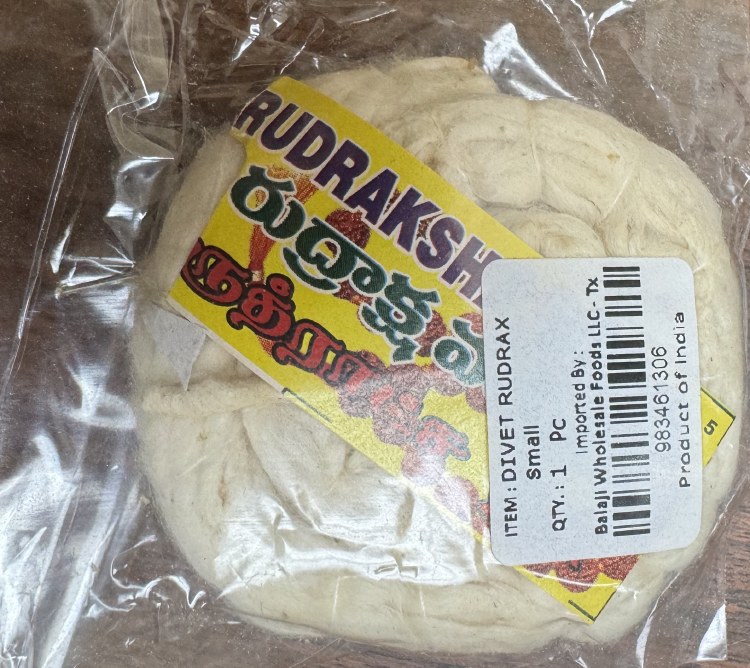 RUDRAKSH
రుద్రాక్ష
ITEM : DIVET RUDRAX
Small
QTY.: 1 Pc
Imported By :
Balaji Wholesale Foods LLC- Tx
983461306
Product of India
5